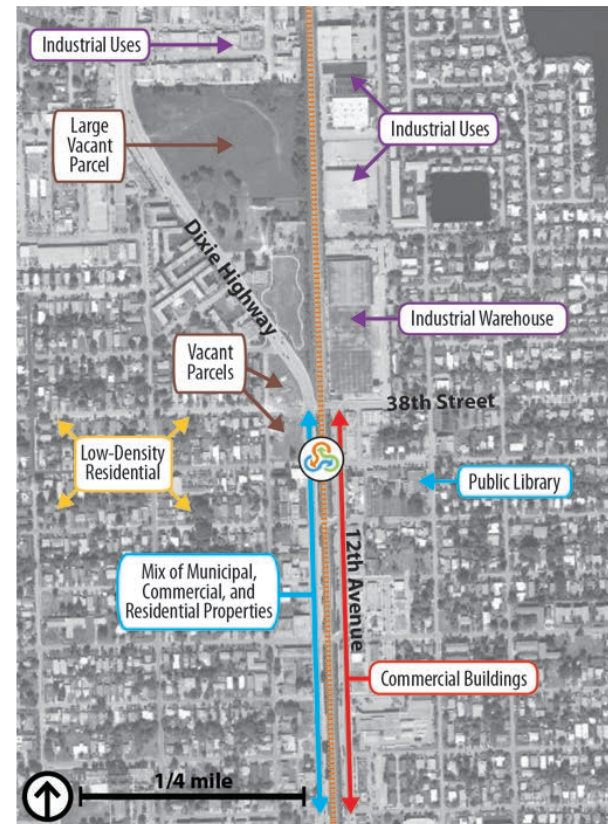 Industrial Uses
Large
Vacant
Parcel
Industrial Uses
Dixie Highway
Industrial Warehouse
Vacant
Parcels
38th Street
Low-Density
Residential
Public Library
12th Avenue
Mix of Municipal,
Commercial, and
Residential Properties
Commercial Buildings
1/4 mile